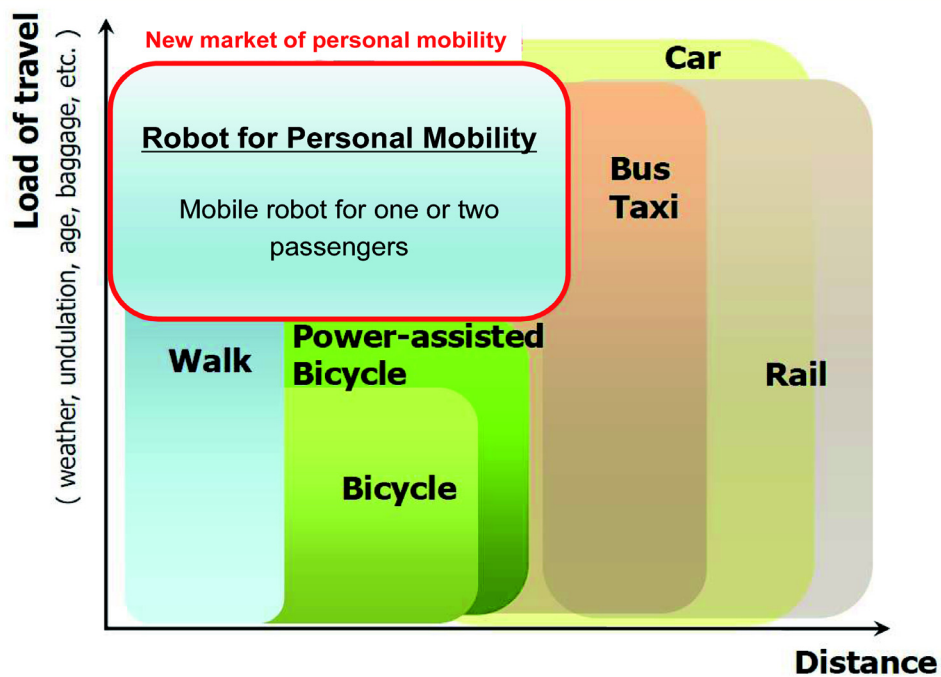 New market of personal mobility
Car
Robot for Personal Mobility
Mobile robot for one or two
passengers
Bus
Taxi
Walk
Power-assisted
Bicycle
Rail
Bicycle
Load of travel
( weather, undulation, age, baggage, etc. )
Distance